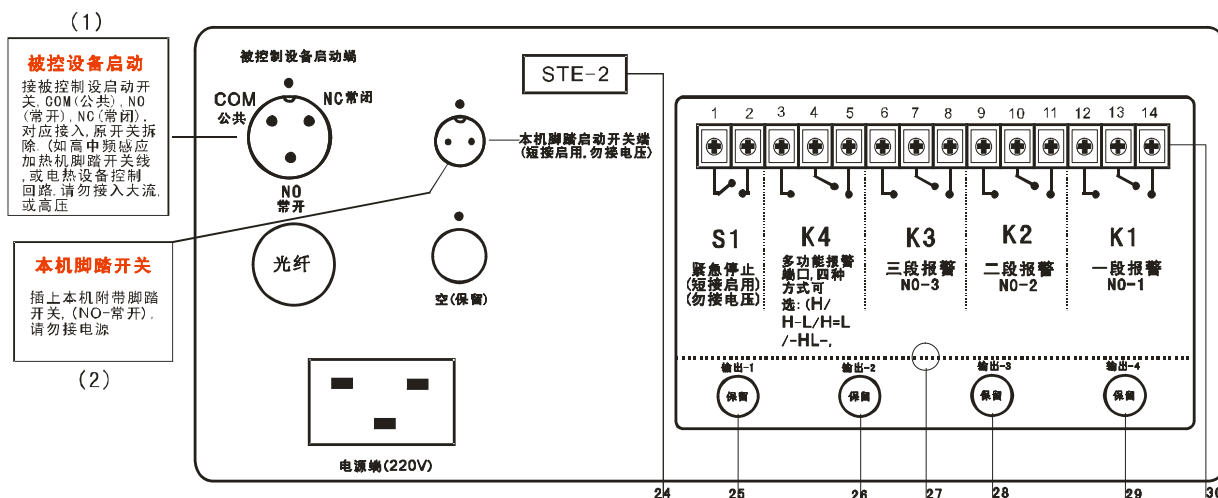 (1)
被控设备启动
接被控制设启动开
关, COM(公共), NO
(常开), NC(常闭),
对应接入,原开关拆
除. (如高中频感应
加热机脚踏开关线
,或电热设备控制
回路.请勿接入大流,
或高压
本机脚踏开关
插上本机附带脚踏
开关, (NO-常开),
请勿接电源
(2)
被控制设备启动端
COM
公共
NC常闭
NO
常开
光纤
STE-2
本机脚踏启动开关端
(短接启用,勿接电压)
空(保留)
电源端(220V)
1 2 3 4 5 6 7 8 9 10 11 12 13 14
S1
紧急停止
(短接启用)
(勿接电压)
K4
多功能报警
端口,四种
方式可
选: (H/
H-L/H=L
/-HL-,
K3
三段报警
NO-3
K2
二段报警
NO-2
K1
一段报警
NO-1
输出-1
保留
输出-2
保留
输出-3
保留
输出-4
保留
24 25 26 27 28 29 30